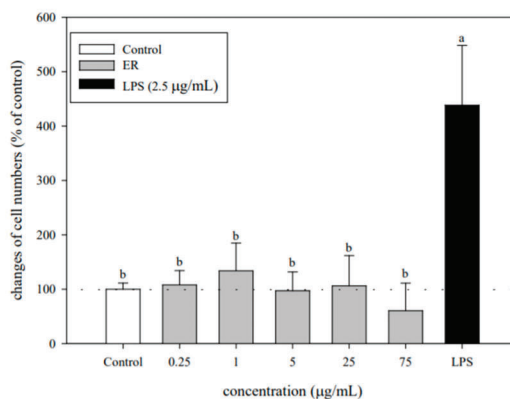 600
500
400
300
200
100
0
changes of cell numbers (% of control)
Control
ER
LPS (2.5 μg/mL)
b
b
b
b
b
b
a
Control
0.25
1
5
25
75
LPS
concentration (μg/mL)